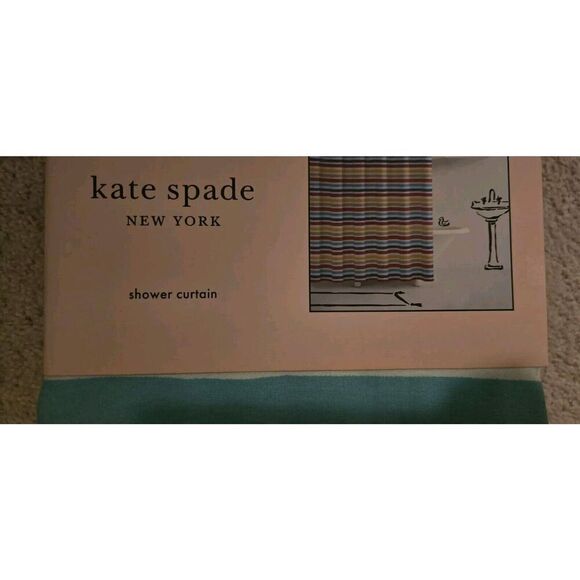 kate spade
NEW YORK
shower curtain